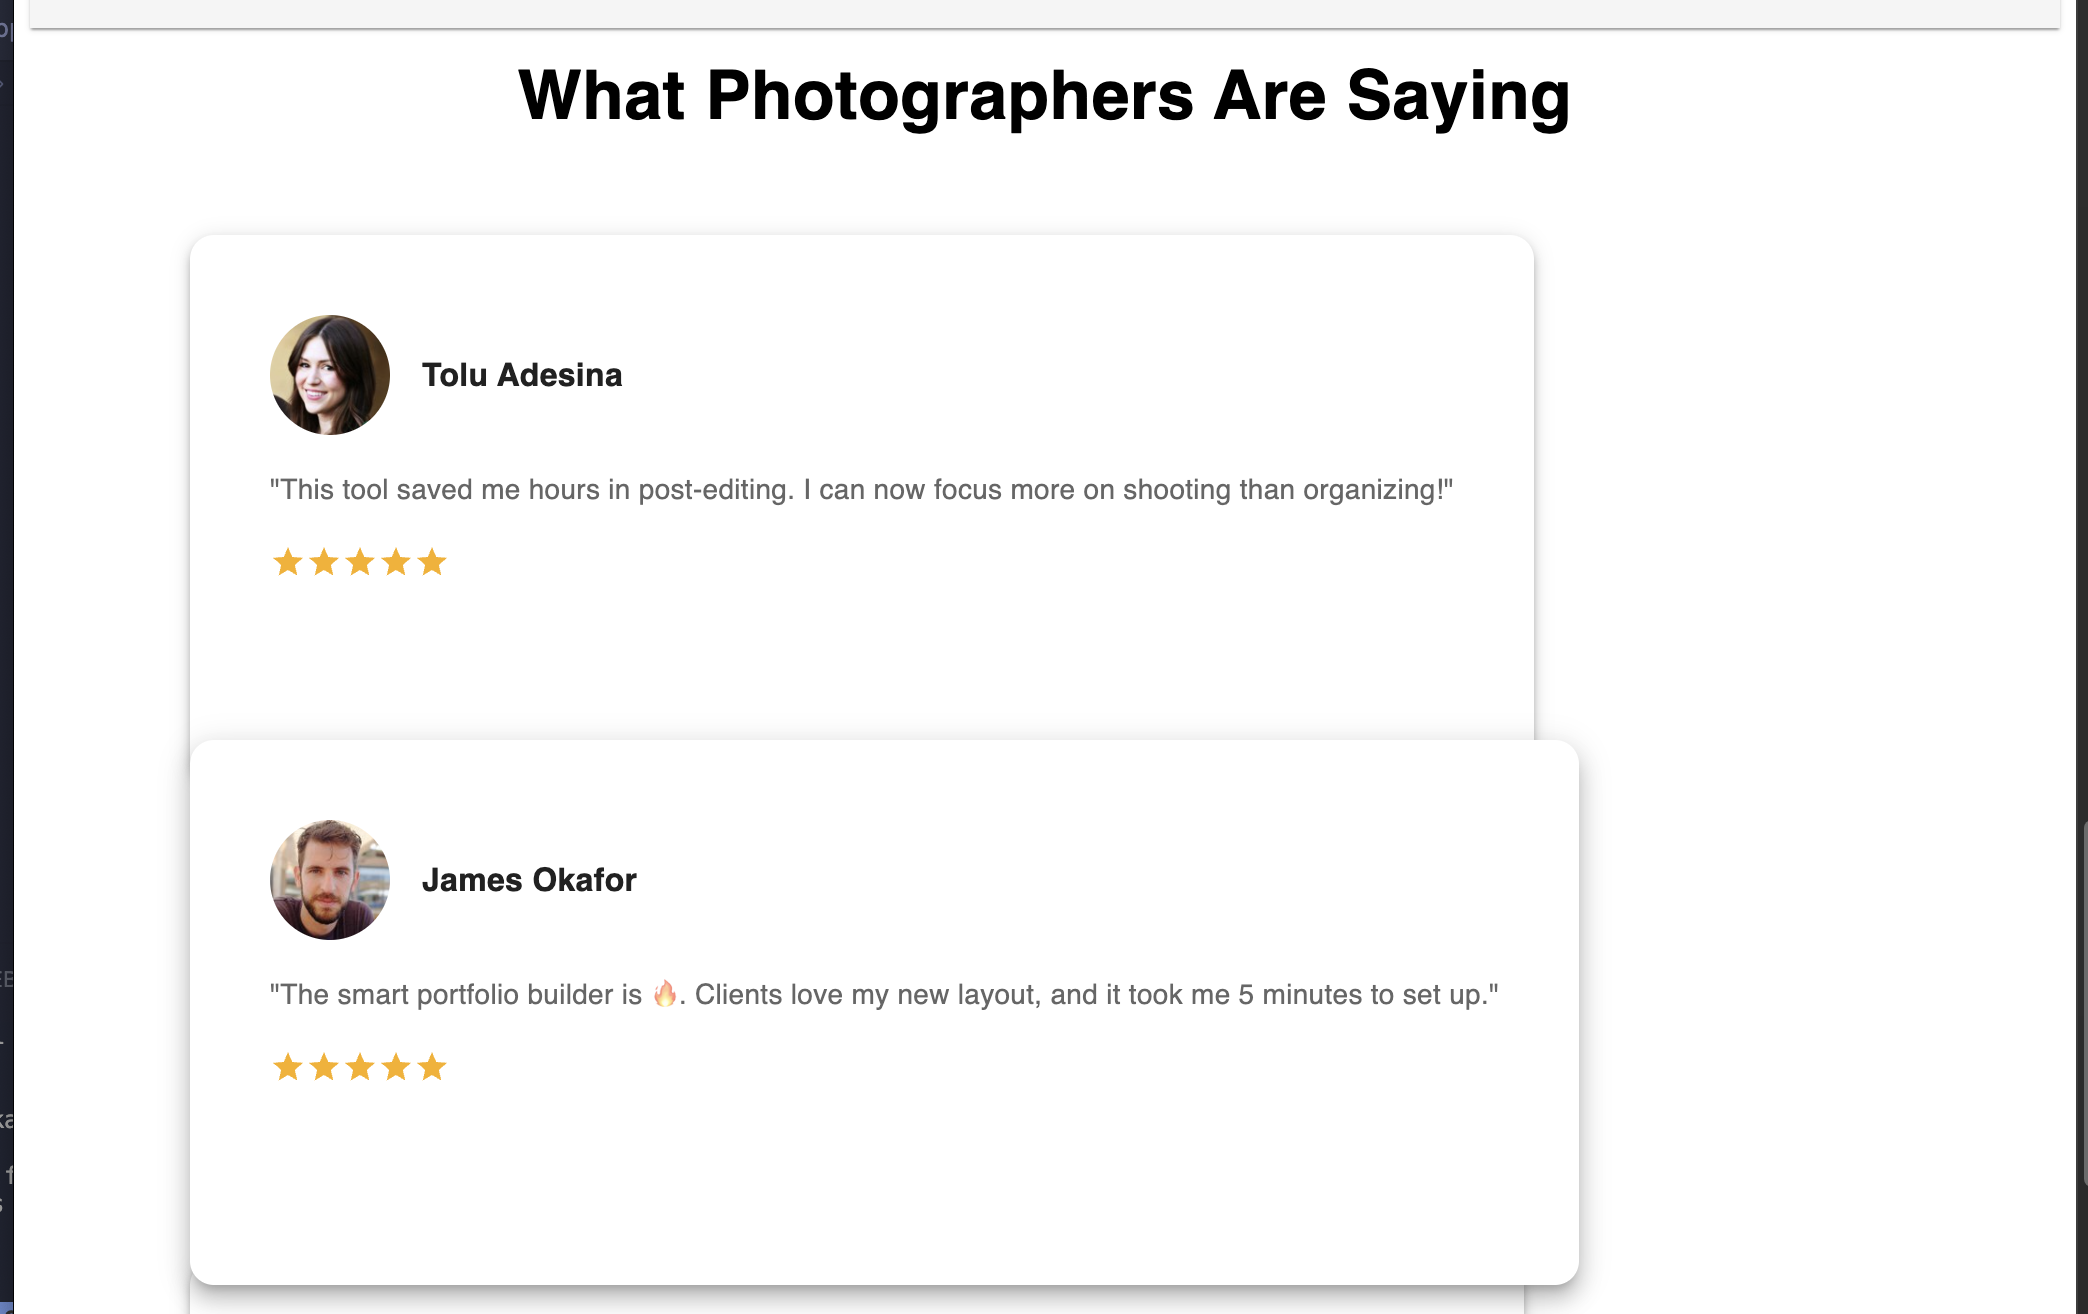 What Photographers Are Saying
Tolu Adesina
"This tool saved me hours in post-editing. I can now focus more on shooting than organizing!"
James Okafor
"The smart portfolio builder is 🔥. Clients love my new layout, and it took me 5 minutes to set up."